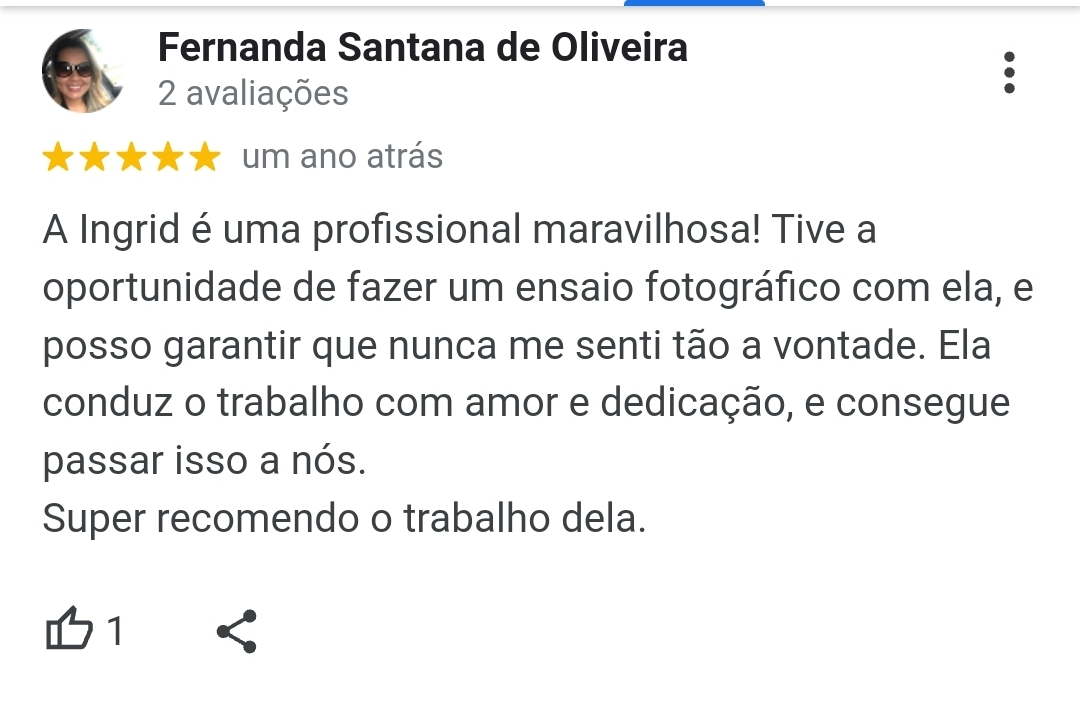 Fernanda Santana de Oliveira
2 avaliações
um ano atrás
A Ingrid é uma profissional maravilhosa! Tive a
oportunidade de fazer um ensaio fotográfico com ela, e
posso garantir que nunca me senti tão a vontade. Ela
conduz o trabalho com amor e dedicação, e consegue
passar isso a nós.
Super recomendo o trabalho dela.
1